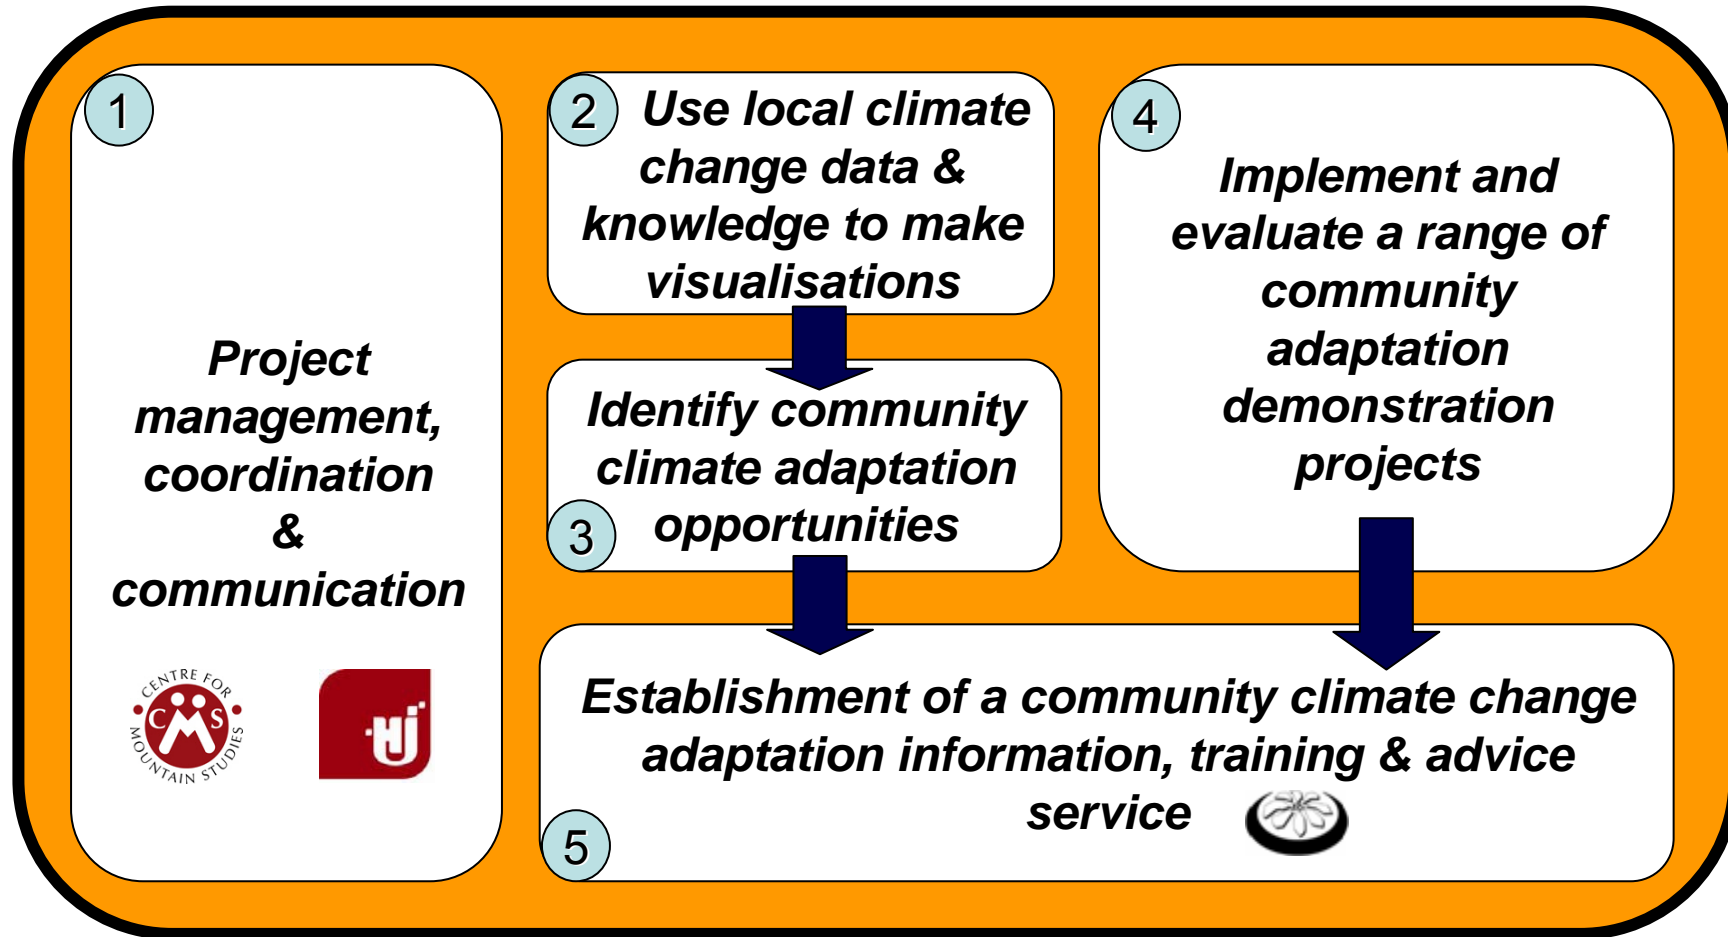 1
Project
management,
coordination
&
communication
CENTRE FOR
CMS
MOUNTAIN STUDIES
2
Use local climate
change data &
knowledge to make
visualisations
Identify community
climate adaptation
opportunities
3
4
Implement and
evaluate a range of
community
adaptation
demonstration
projects
Establishment of a community climate change
adaptation information, training & advice
service
5